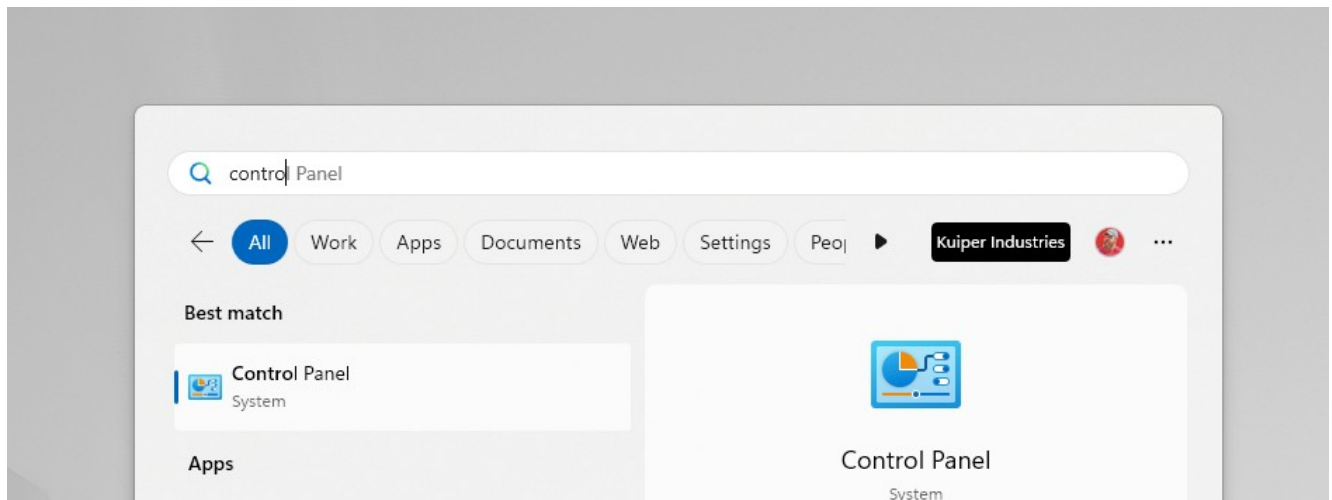 control Panel
All Work Apps Documents Web Settings Peop Kuiper Industries ...
Best match
Control Panel
System
Apps
Control Panel
System